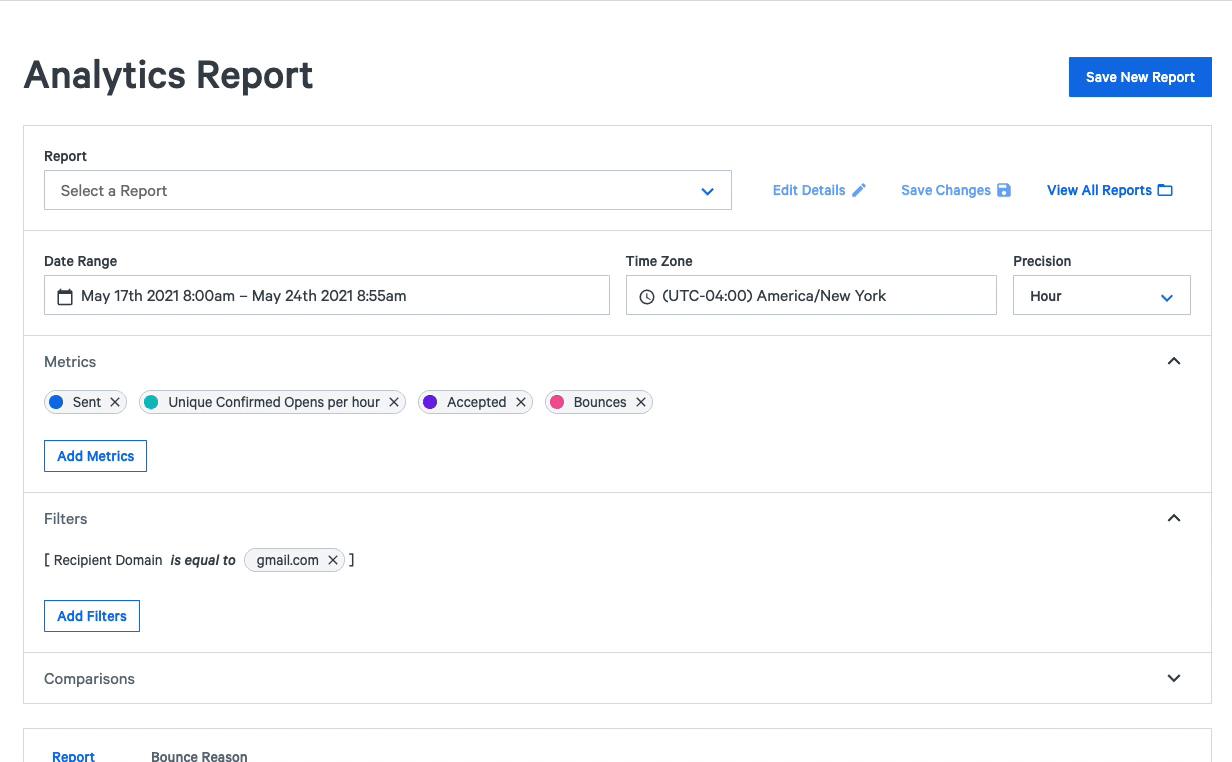 Analytics Report
Save New Report
Report
Select a Report
Edit Details
Save Changes
View All Reports
Date Range
Time Zone
Precision
May 17th 2021 8:00am – May 24th 2021 8:55am
(UTC-04:00) America/New York
Hour
Metrics
Sent
Unique Confirmed Opens per hour
Accepted
Bounces
Add Metrics
Filters
[ Recipient Domain is equal to gmail.com ]
Add Filters
Comparisons
Report
Bounce Reason